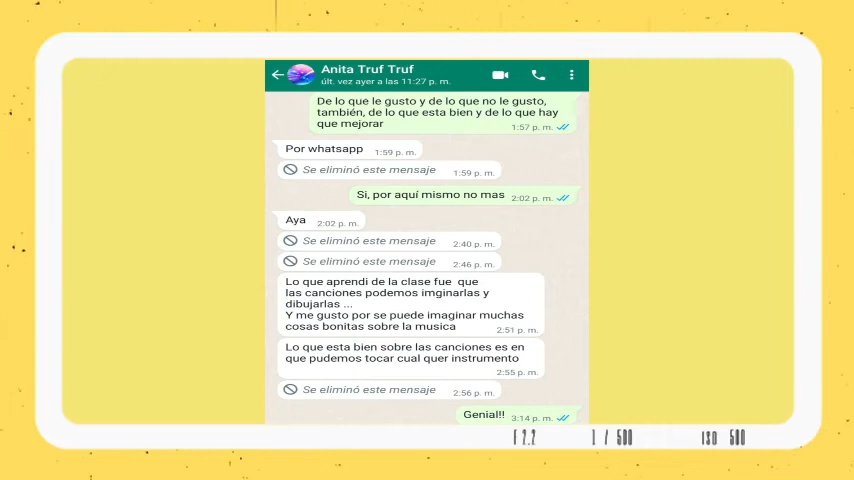 Anita Truf Truf
últ. vez ayer a las 11:27 p. m.
De lo que le gusto y de lo que no le gusto,
también, de lo que esta bien y de lo que hay
que mejorar
1:57 p. m.
Por whatsapp 1:59 p. m.
Se eliminó este mensaje 1:59 p. m.
Si, por aquí mismo no mas 2:02 p. m.
Aya 2:02 p. m.
Se eliminó este mensaje 2:40 p. m.
Se eliminó este mensaje 2:46 p. m.
Lo que aprendi de la clase fue que
las canciones podemos imginarlas y
dibujarlas ...
Y me gusto por se puede imaginar muchas
cosas bonitas sobre la musica
2:51 p. m.
Lo que esta bien sobre las canciones es en
que pudemos tocar cual quer instrumento
2:55 p. m.
Se eliminó este mensaje 2:56 p. m.
Genial!! 3:14 p. m.
f 2.2 1 / 500 ISO 500